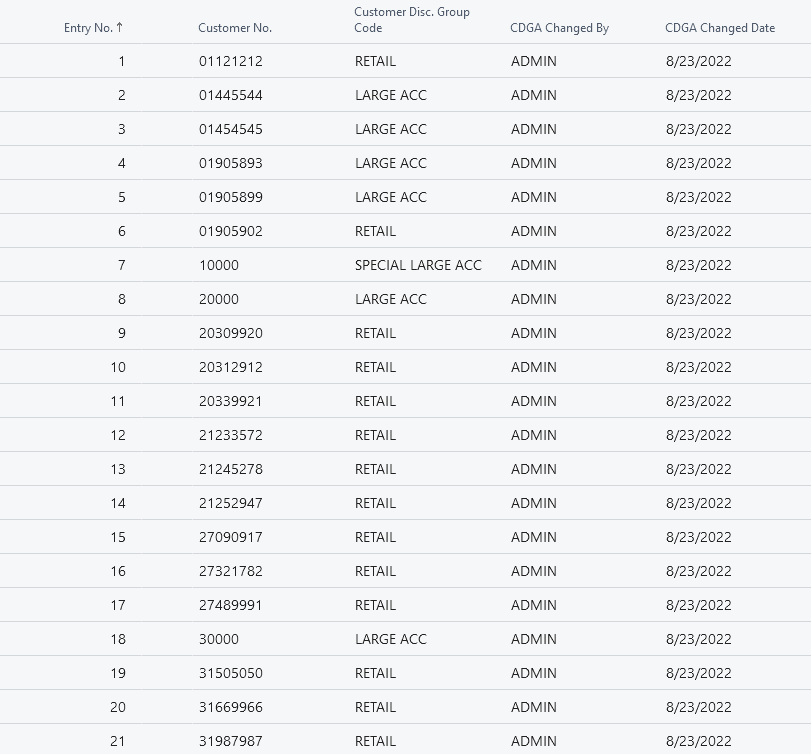 Entry No. ↑ Customer No. Customer Disc. Group Code CDGA Changed By CDGA Changed Date
1 01121212 RETAIL ADMIN 8/23/2022
2 01445544 LARGE ACC ADMIN 8/23/2022
3 01454545 LARGE ACC ADMIN 8/23/2022
4 01905893 LARGE ACC ADMIN 8/23/2022
5 01905899 LARGE ACC ADMIN 8/23/2022
6 01905902 RETAIL ADMIN 8/23/2022
7 10000 SPECIAL LARGE ACC ADMIN 8/23/2022
8 20000 LARGE ACC ADMIN 8/23/2022
9 20309920 RETAIL ADMIN 8/23/2022
10 20312912 RETAIL ADMIN 8/23/2022
11 20339921 RETAIL ADMIN 8/23/2022
12 21233572 RETAIL ADMIN 8/23/2022
13 21245278 RETAIL ADMIN 8/23/2022
14 21252947 RETAIL ADMIN 8/23/2022
15 27090917 RETAIL ADMIN 8/23/2022
16 27321782 RETAIL ADMIN 8/23/2022
17 27489991 RETAIL ADMIN 8/23/2022
18 30000 LARGE ACC ADMIN 8/23/2022
19 31505050 RETAIL ADMIN 8/23/2022
20 31669966 RETAIL ADMIN 8/23/2022
21 31987987 RETAIL ADMIN 8/23/2022